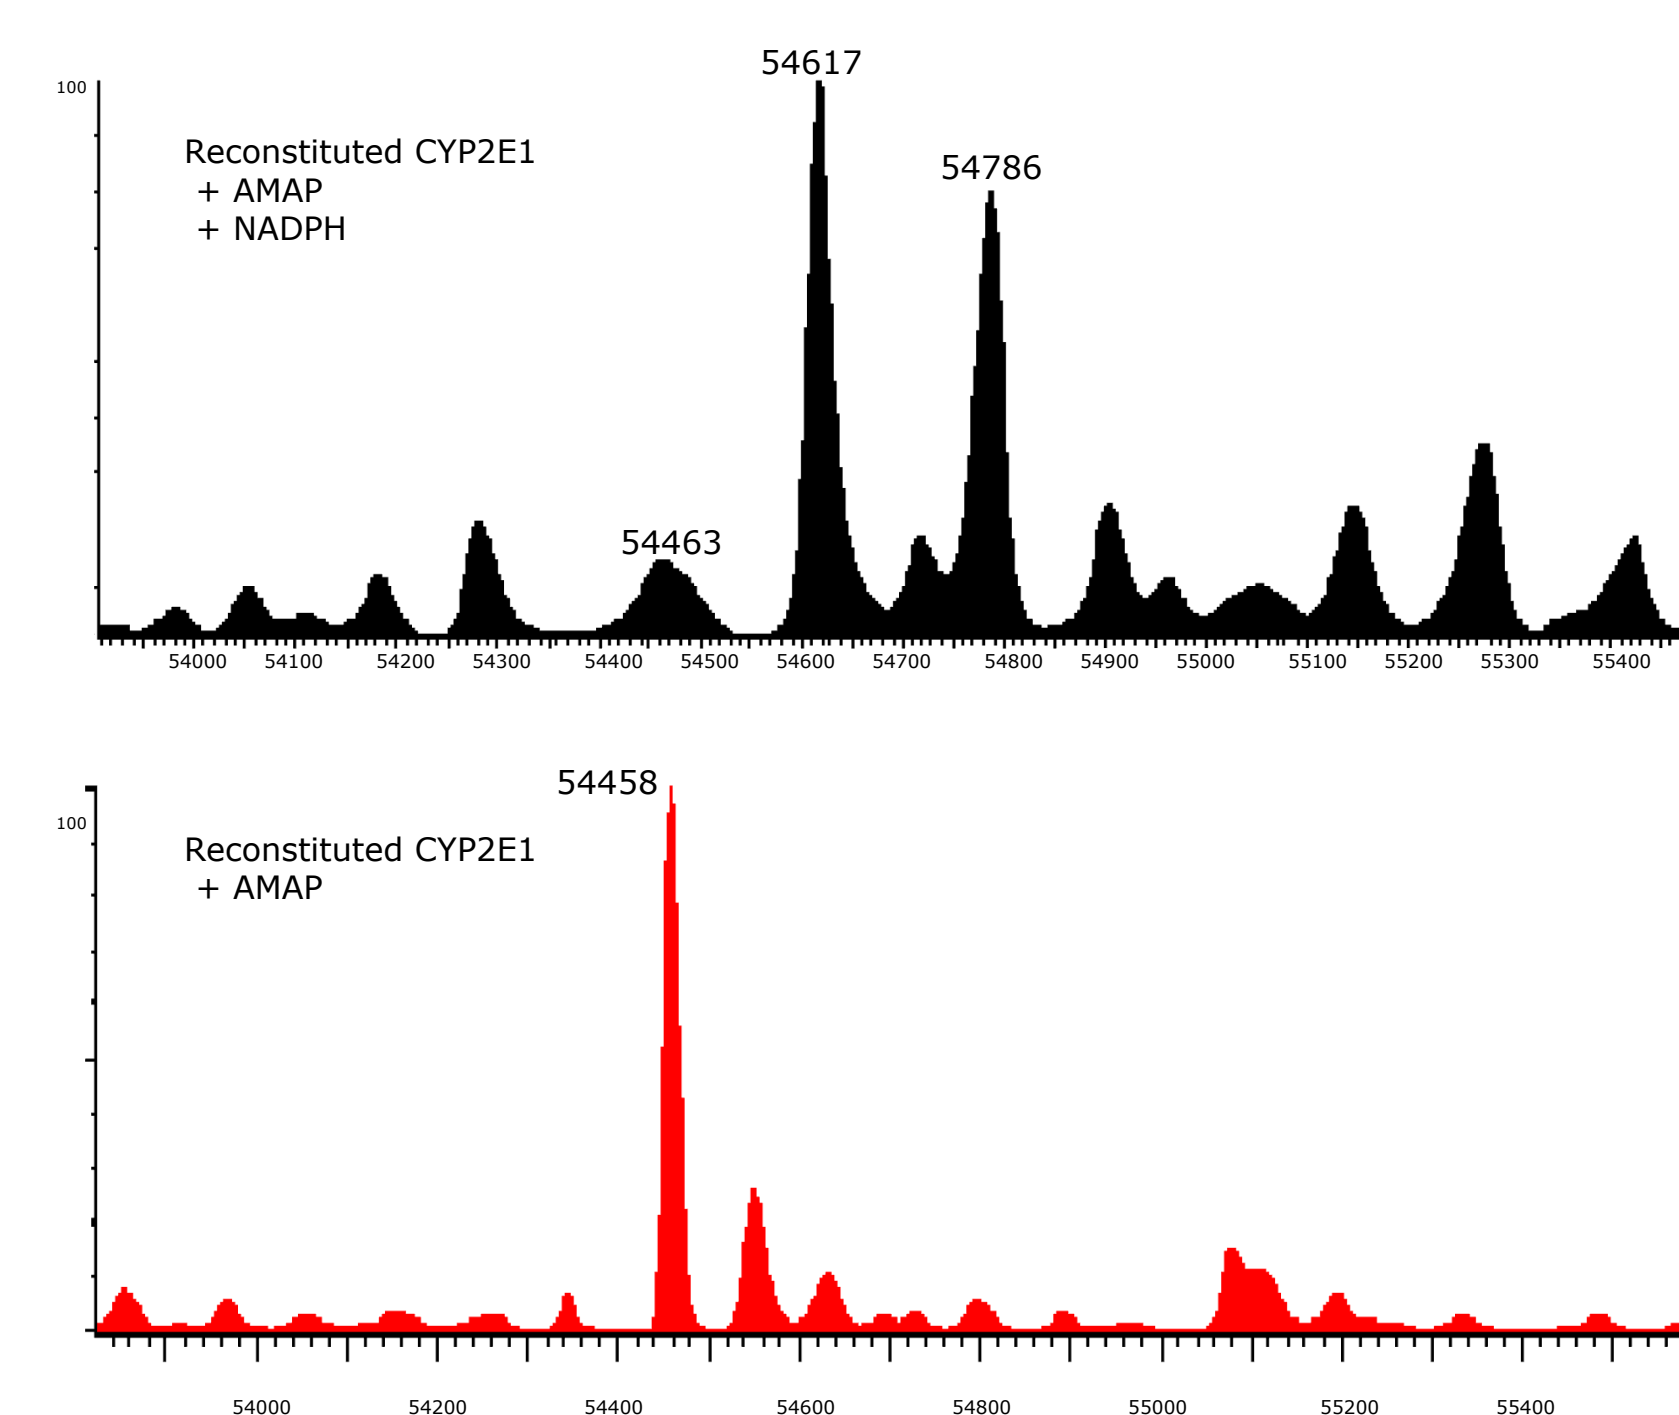 54617
100
54786
Reconstituted CYP2E1
+ AMAP
+ NADPH
54463
54000 54100 54200 54300 54400 54500 54600 54700 54800 54900 55000 55100 55200 55300 55400
54458
100
Reconstituted CYP2E1
+ AMAP
54000 54200 54400 54600 54800 55000 55200 55400